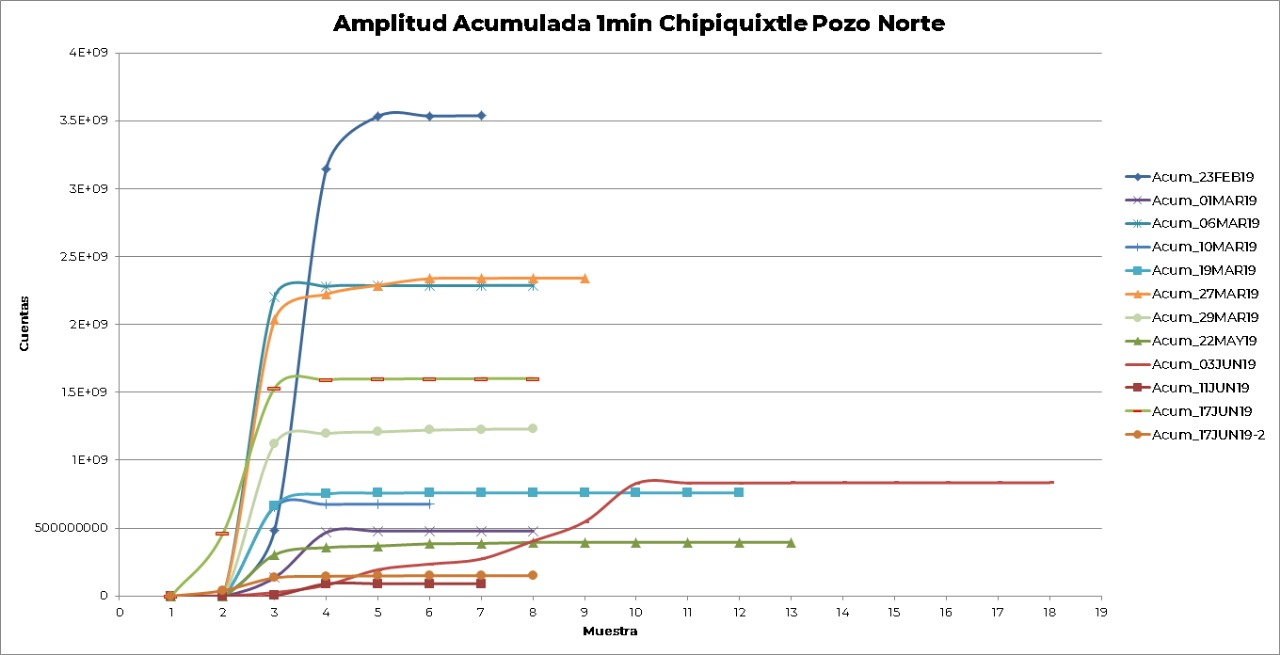 Amplitud Acumulada 1min Chipiquixtle Pozo Norte
4E+09
3.5E+09
3E+09
2.5E+09
2E+09
1.5E+09
1E+09
500000000
0
Cuentas
0 1 2 3 4 5 6 7 8 9 10 11 12 13 14 15 16 17 18 19
Muestra
Acum_23FEB19
Acum_01MAR19
Acum_06MAR19
Acum_10MAR19
Acum_19MAR19
Acum_27MAR19
Acum_29MAR19
Acum_22MAY19
Acum_03JUN19
Acum_11JUN19
Acum_17JUN19
Acum_17JUN19-2